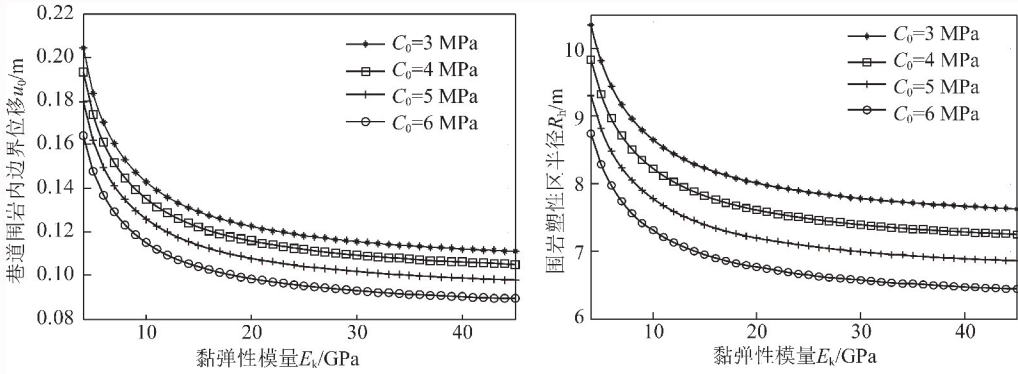 0.22
0.20
0.18
0.16
0.14
0.12
0.10
0.08
巷道围岩内边界位移u0/m
C0=3 MPa
C0=4 MPa
C0=5 MPa
C0=6 MPa
10
20
30
40
黏弹性模量Ek/GPa
10
9
8
7
6
围岩塑性区半径Rh/m
C0=3 MPa
C0=4 MPa
C0=5 MPa
C0=6 MPa
10
20
30
40
黏弹性模量Ek/GPa